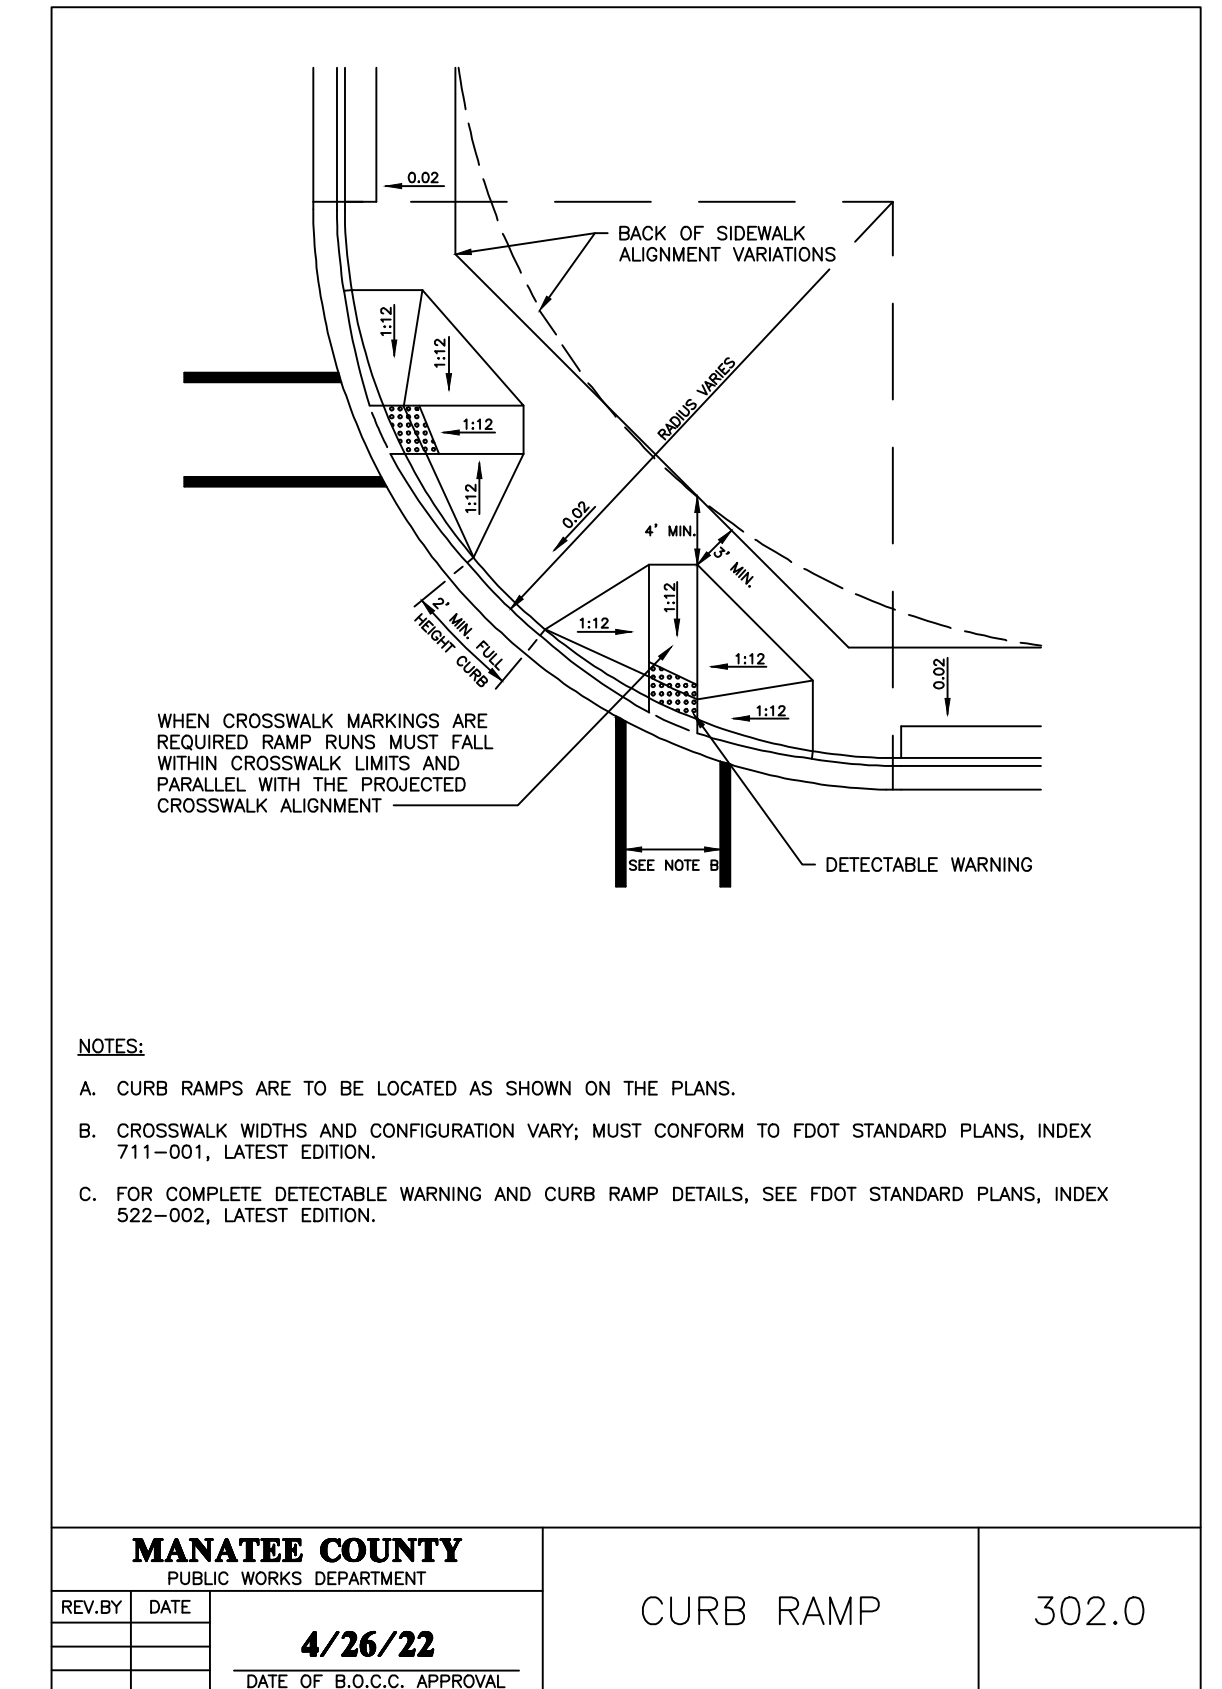 0.02
BACK OF SIDEWALK
ALIGNMENT VARIATIONS
1:12
1:12
1:12
1:12
RADIUS VARIES
0.02
4' MIN.
3' MIN.
2' MIN. FULL
HEIGHT CURB
1:12
1:12
1:12
1:12
0.02
WHEN CROSSWALK MARKINGS ARE
REQUIRED RAMP RUNS MUST FALL
WITHIN CROSSWALK LIMITS AND
PARALLEL WITH THE PROJECTED
CROSSWALK ALIGNMENT
SEE NOTE B
DETECTABLE WARNING
NOTES:
A. CURB RAMPS ARE TO BE LOCATED AS SHOWN ON THE PLANS.
B. CROSSWALK WIDTHS AND CONFIGURATION VARY; MUST CONFORM TO FDOT STANDARD PLANS, INDEX
711-001, LATEST EDITION.
C. FOR COMPLETE DETECTABLE WARNING AND CURB RAMP DETAILS, SEE FDOT STANDARD PLANS, INDEX
522-002, LATEST EDITION.
MANATEE COUNTY
PUBLIC WORKS DEPARTMENT
REV.BY DATE
4/26/22
DATE OF B.O.C.C. APPROVAL
CURB RAMP
302.0